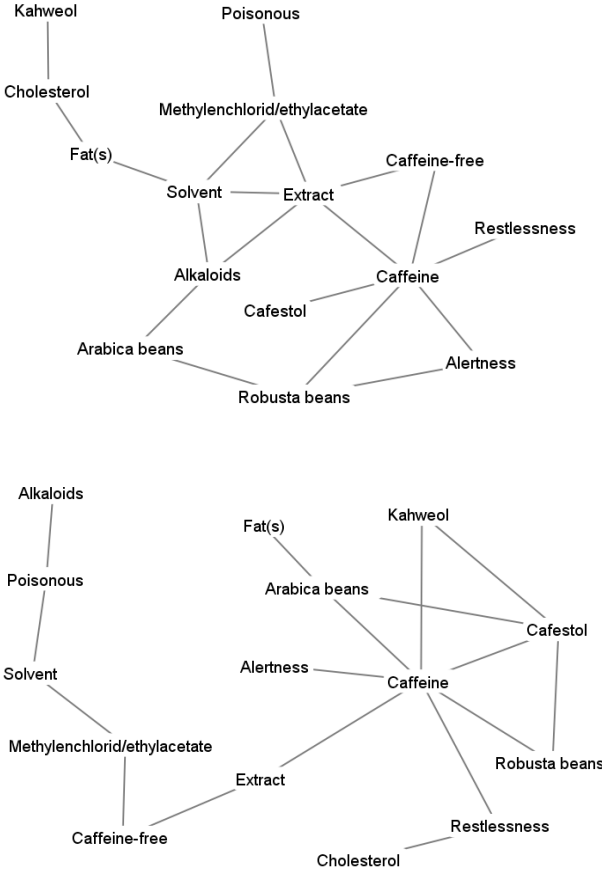 Kahweol
Poisonous
Cholesterol
Methylenchlorid/ethylacetate
Fat(s)
Caffeine-free
Solvent
Extract
Restlessness
Alkaloids
Caffeine
Cafestol
Arabica beans
Alertness
Robusta beans
Alkaloids
Kahweol
Fat(s)
Poisonous
Arabica beans
Cafestol
Alertness
Solvent
Caffeine
Methylenchlorid/ethylacetate
Robusta beans
Extract
Restlessness
Caffeine-free
Cholesterol